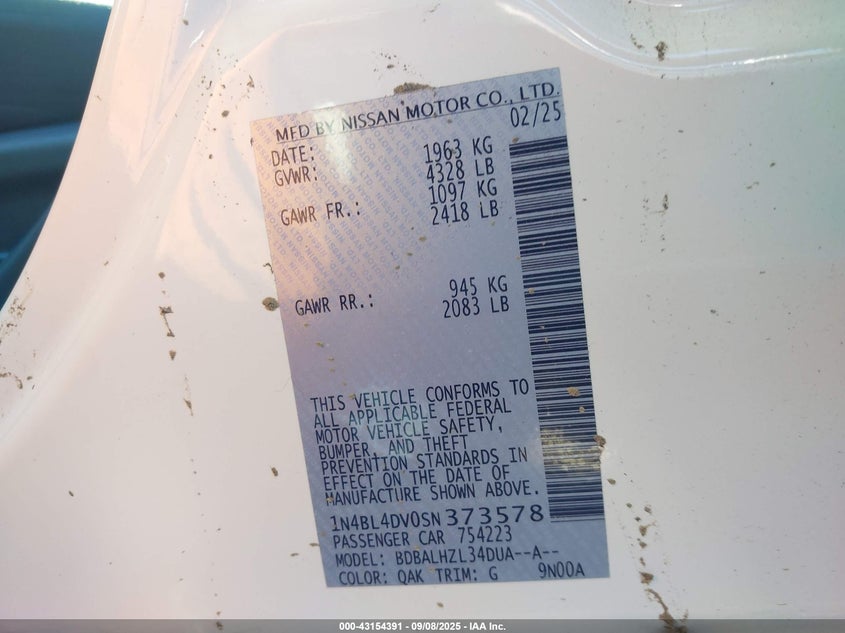 MFD BY NISSAN MOTOR CO., LTD.
DATE: 02/25
GVWR: 1963 KG
4328 LB
GAWR FR.: 1097 KG
2418 LB
GAWR RR.: 945 KG
2083 LB
THIS VEHICLE CONFORMS TO
ALL APPLICABLE FEDERAL
MOTOR VEHICLE SAFETY,
BUMPER, AND THEFT
PREVENTION STANDARDS IN
EFFECT ON THE DATE OF
MANUFACTURE SHOWN ABOVE.
1N4BL4DV0SN373578
PASSENGER CAR 754223
MODEL: BDBALHZL34DUA--A--
COLOR: QAK TRIM: G 9N00A
000-43154391 - 09/08/2025 - IAA Inc.